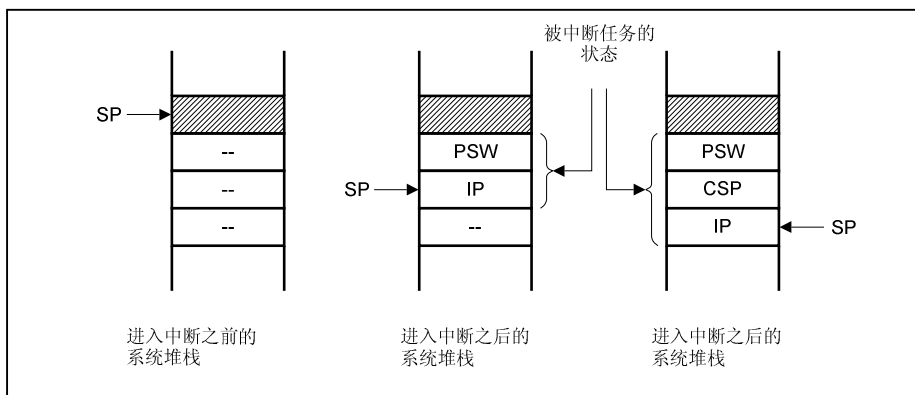 被中断任务的
状态
SP
--
--
--
PSW
SP
IP
--
PSW
CSP
IP
SP
进入中断之前的
系统堆栈
进入中断之后的
系统堆栈
进入中断之后的
系统堆栈